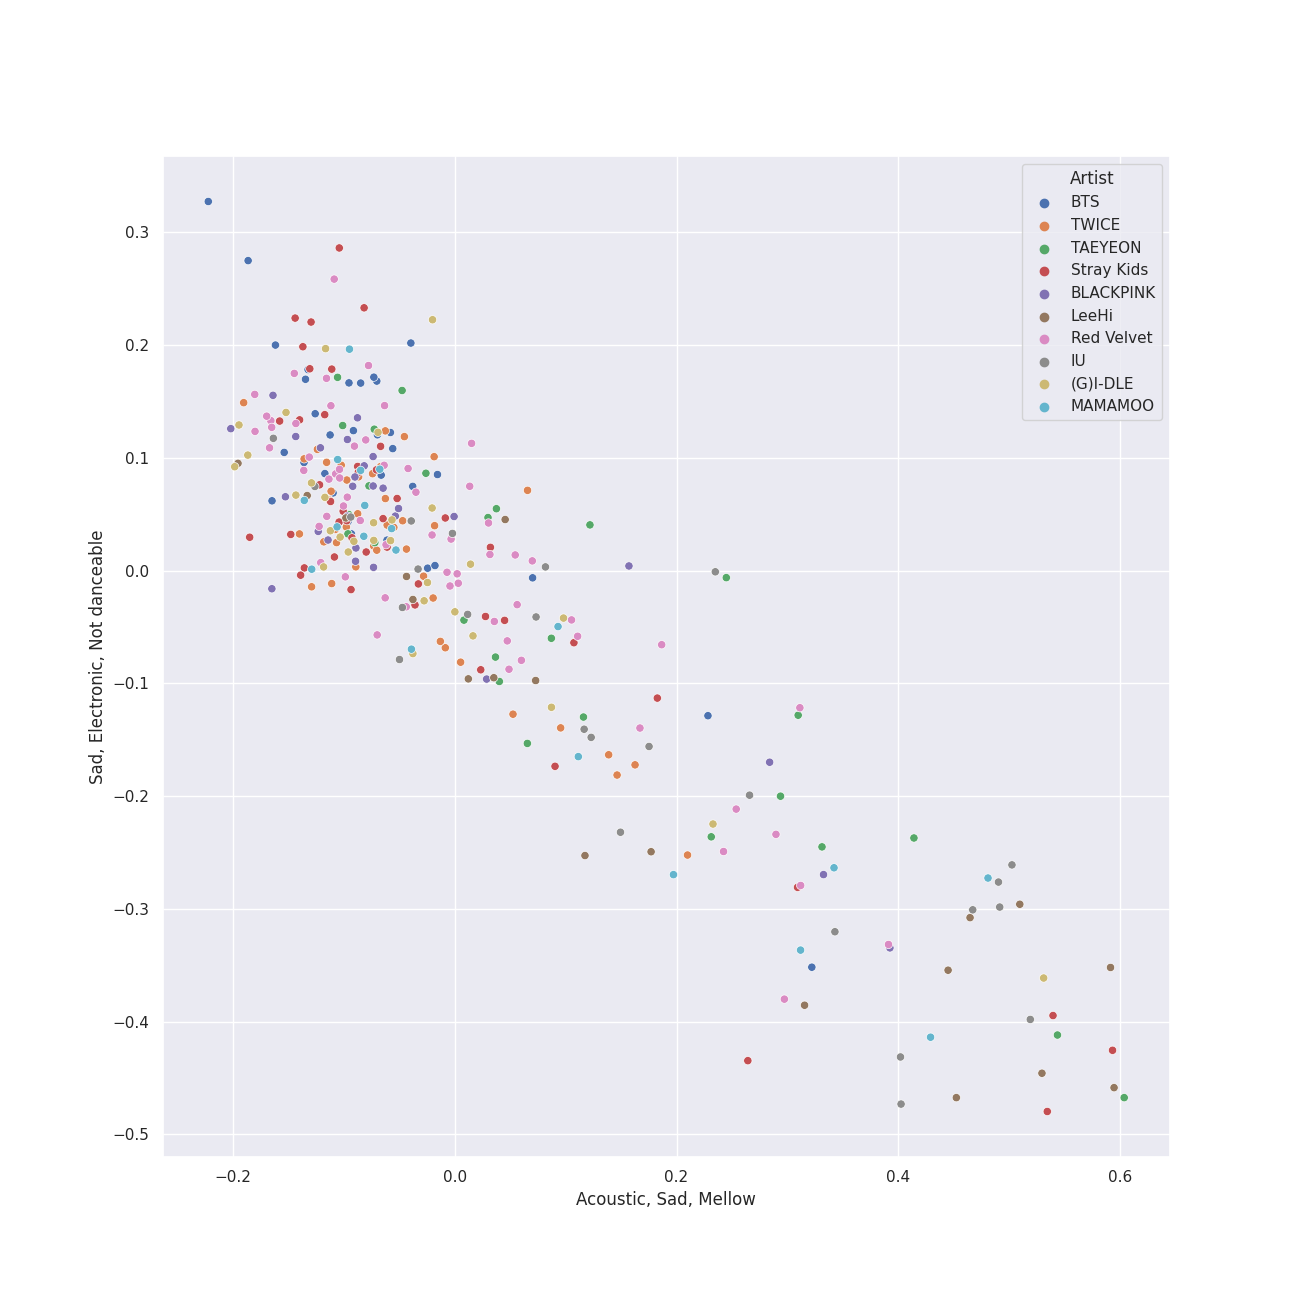 Artist
BTS
TWICE
TAEYEON
Stray Kids
BLACKPINK
LeeHi
Red Velvet
IU
(G)I-DLE
MAMAMOO
0.3
0.2
0.1
0.0
−0.1
−0.2
−0.3
−0.4
−0.5
Sad, Electronic, Not danceable
−0.2 0.0 0.2 0.4 0.6
Acoustic, Sad, Mellow